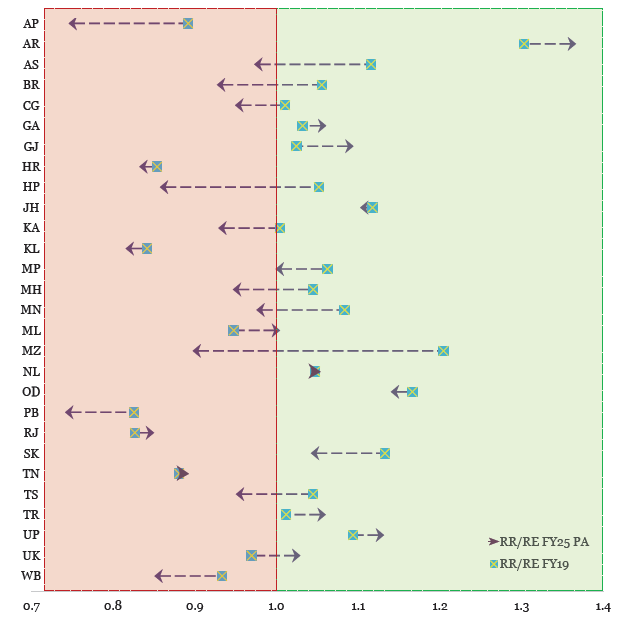 AP
AR
AS
BR
CG
GA
GJ
HR
HP
JH
KA
KL
MP
MH
MN
ML
MZ
NL
OD
PB
RJ
SK
TN
TS
TR
UP
UK
WB
RR/RE FY25 PA
RR/RE FY19
0.7 0.8 0.9 1.0 1.1 1.2 1.3 1.4